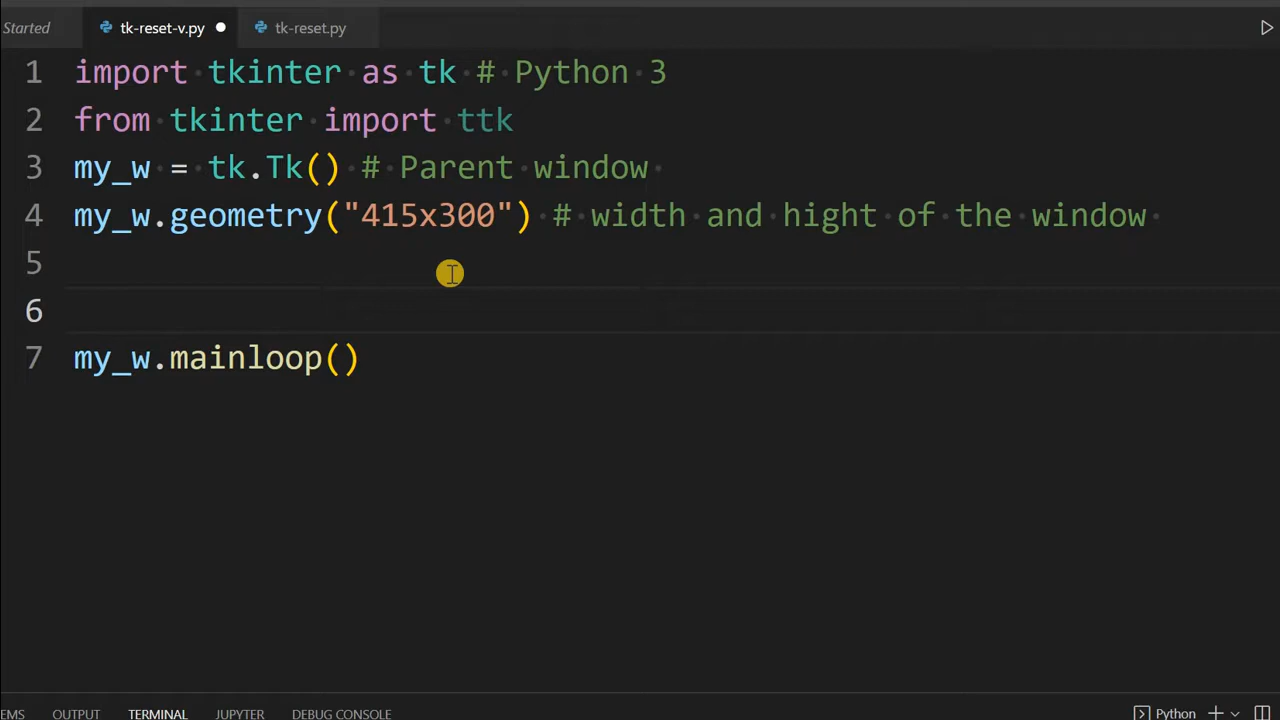 Started tk-reset-v.py tk-reset.py
1 import tkinter as tk # Python 3
2 from tkinter import ttk
3 my_w = tk.Tk() # Parent window
4 my_w.geometry("415x300") # width and hight of the window
5
6
7 my_w.mainloop()
EMS OUTPUT TERMINAL JUPYTER DEBUG CONSOLE Python